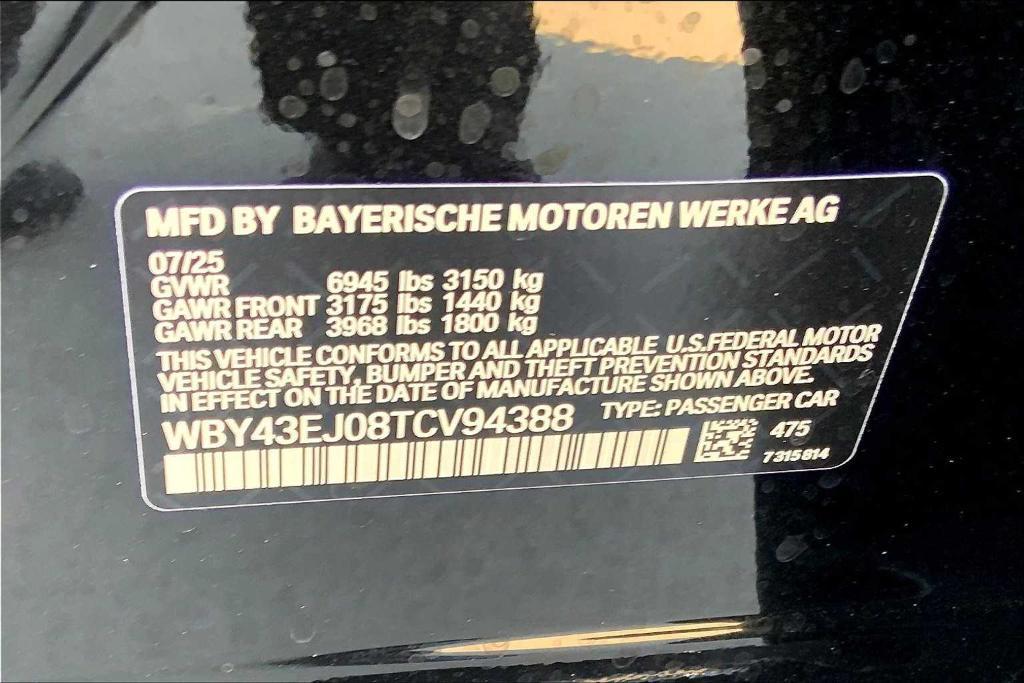 MFD BY BAYERISCHE MOTOREN WERKE AG
07/25
GVWR 6945 lbs 3150 kg
GAWR FRONT 3175 lbs 1440 kg
GAWR REAR 3968 lbs 1800 kg
THIS VEHICLE CONFORMS TO ALL APPLICABLE U.S.FEDERAL MOTOR
VEHICLE SAFETY, BUMPER AND THEFT PREVENTION STANDARDS
IN EFFECT ON THE DATE OF MANUFACTURE SHOWN ABOVE.
WBY43EJ08TCV94388 TYPE: PASSENGER CAR
475
7315814